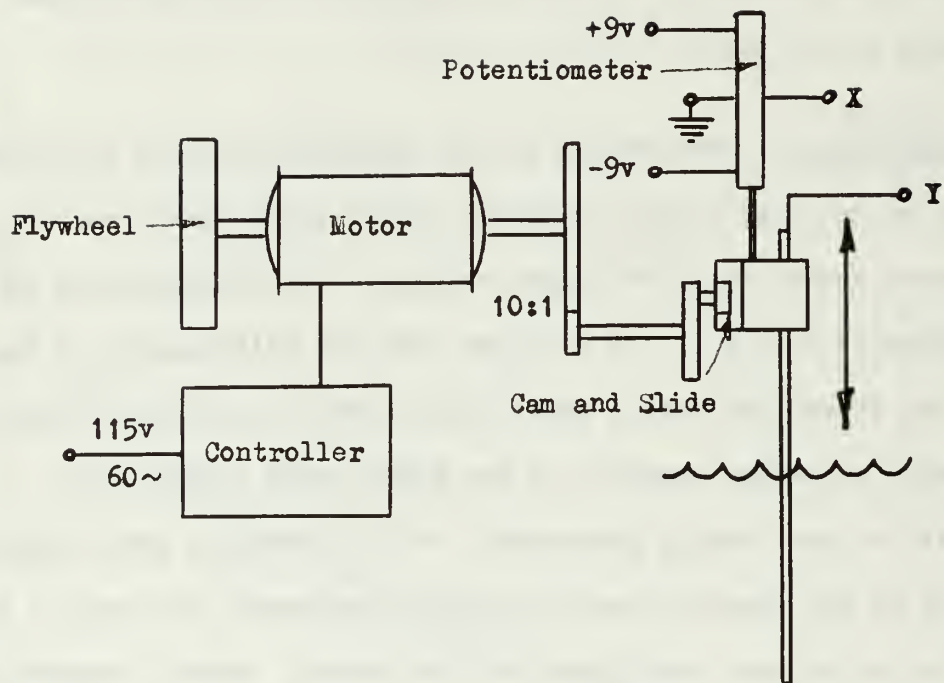 +9v
Potentiometer
X
-9v
Y
Flywheel
Motor
10:1
Cam and Slide
115v
60~
Controller